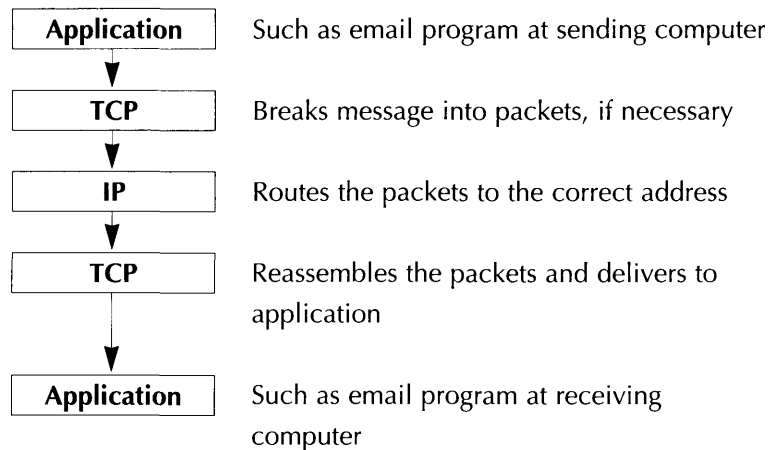 Application Such as email program at sending computer
TCP Breaks message into packets, if necessary
IP Routes the packets to the correct address
TCP Reassembles the packets and delivers to
application
Application Such as email program at receiving
computer